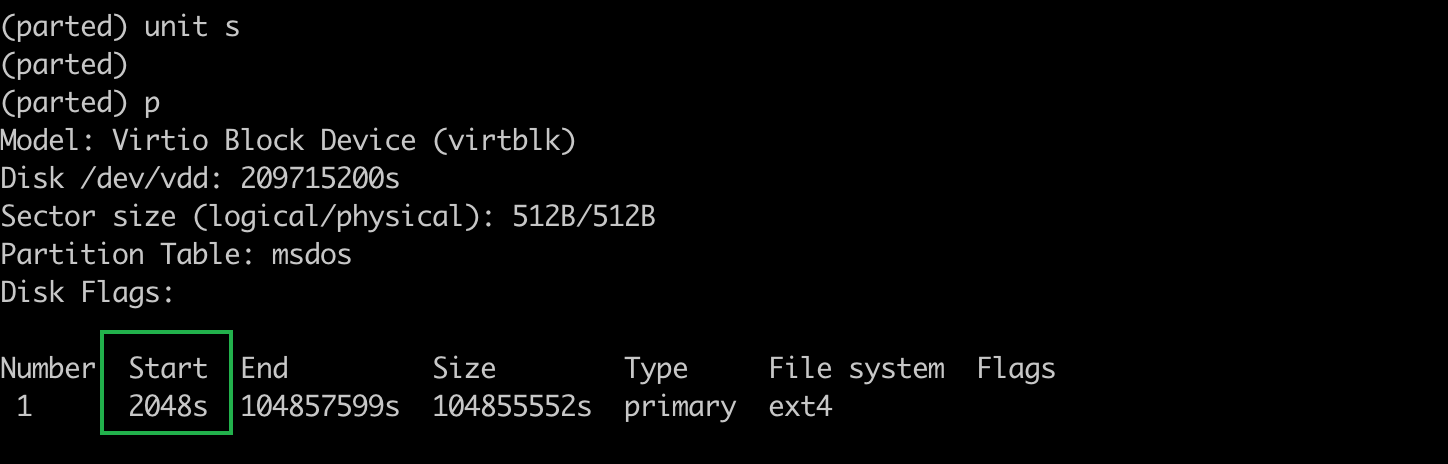 (parted) unit s
(parted)
(parted) p
Model: Virtio Block Device (virtblk)
Disk /dev/vdd: 209715200s
Sector size (logical/physical): 512B/512B
Partition Table: msdos
Disk Flags:
Number  Start  End         Size        Type     File system  Flags
 1      2048s  104857599s  104855552s  primary  ext4